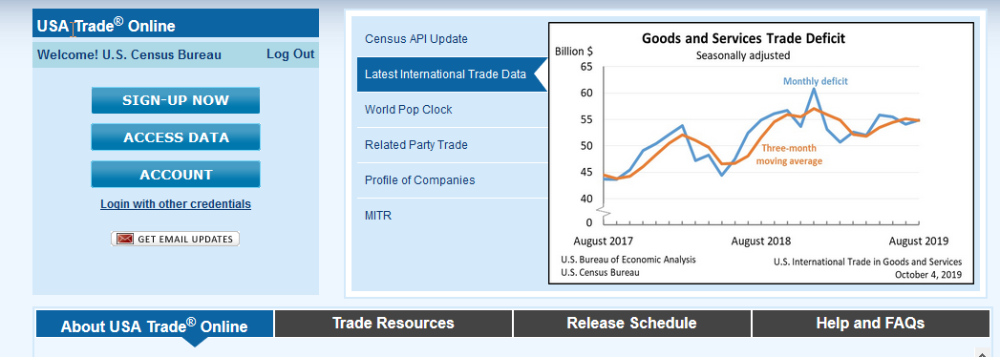 USA Trade® Online
Welcome! U.S. Census Bureau
Log Out
SIGN-UP NOW
ACCESS DATA
ACCOUNT
Login with other credentials
GET EMAIL UPDATES
Census API Update
Latest International Trade Data
World Pop Clock
Related Party Trade
Profile of Companies
MITR
Goods and Services Trade Deficit
Billion $
Seasonally adjusted
65
60
55
50
45
40
0
Monthly deficit
Three-month
moving average
August 2017
August 2018
August 2019
U.S. Bureau of Economic Analysis
U.S. Census Bureau
U.S. International Trade in Goods and Services
October 4, 2019
About USA Trade® Online
Trade Resources
Release Schedule
Help and FAQs